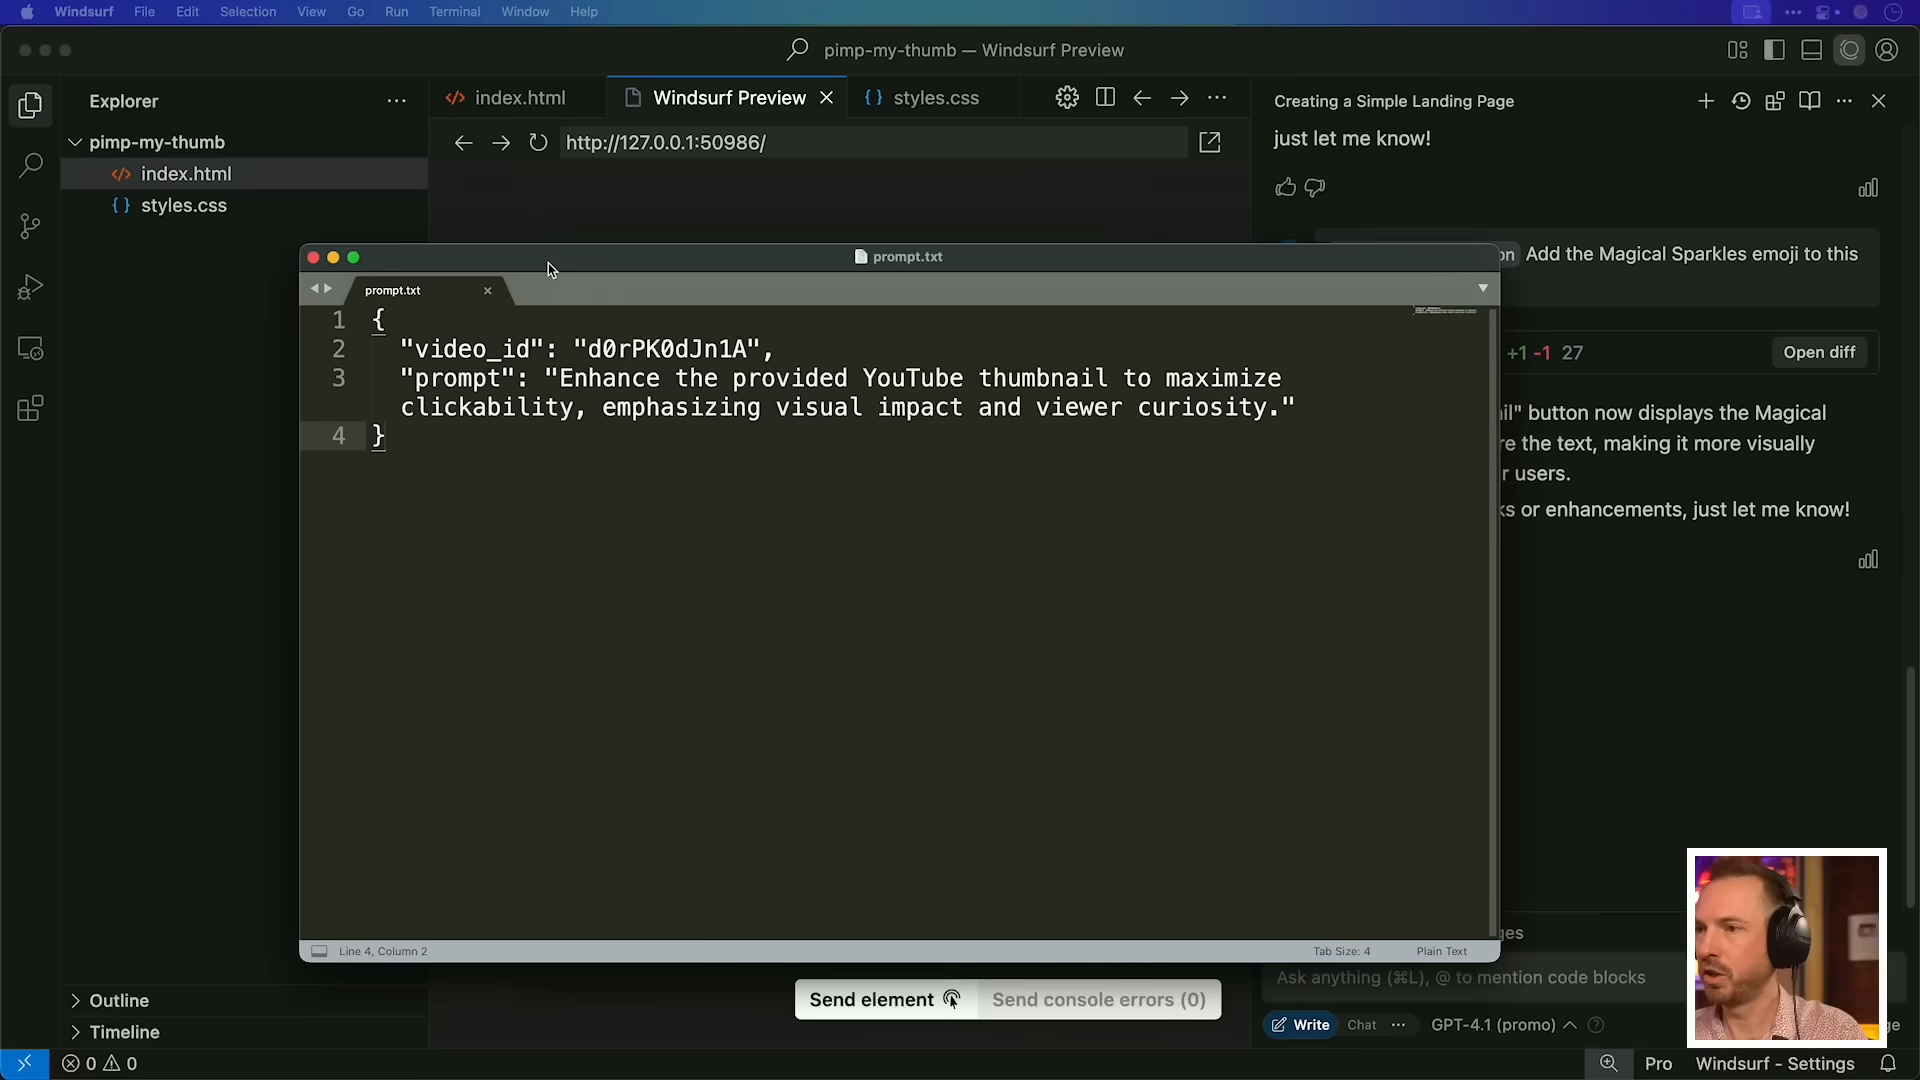 Windsurf File Edit Selection View Go Run Terminal Window Help
pimp-my-thumb — Windsurf Preview
Explorer
index.html
Windsurf Preview
{} styles.css
Creating a Simple Landing Page
pimp-my-thumb
http://127.0.0.1:50986/
just let me know!
</> index.html
{} styles.css
prompt.txt
on Add the Magical Sparkles emoji to this
prompt.txt
1 {
2 "video_id": "d0rPK0dJn1A",
3 "prompt": "Enhance the provided YouTube thumbnail to maximize
clickability, emphasizing visual impact and viewer curiosity."
4 }
+1 -1 27
Open diff
il" button now displays the Magical
re the text, making it more visually
r users.
ks or enhancements, just let me know!
Line 4, Column 2
Tab Size: 4
Plain Text
ges
Ask anything (⌘L), @ to mention code blocks
Send element
Send console errors (0)
Outline
Timeline
Write
Chat
GPT-4.1 (promo)
ge
0 0
Pro
Windsurf - Settings